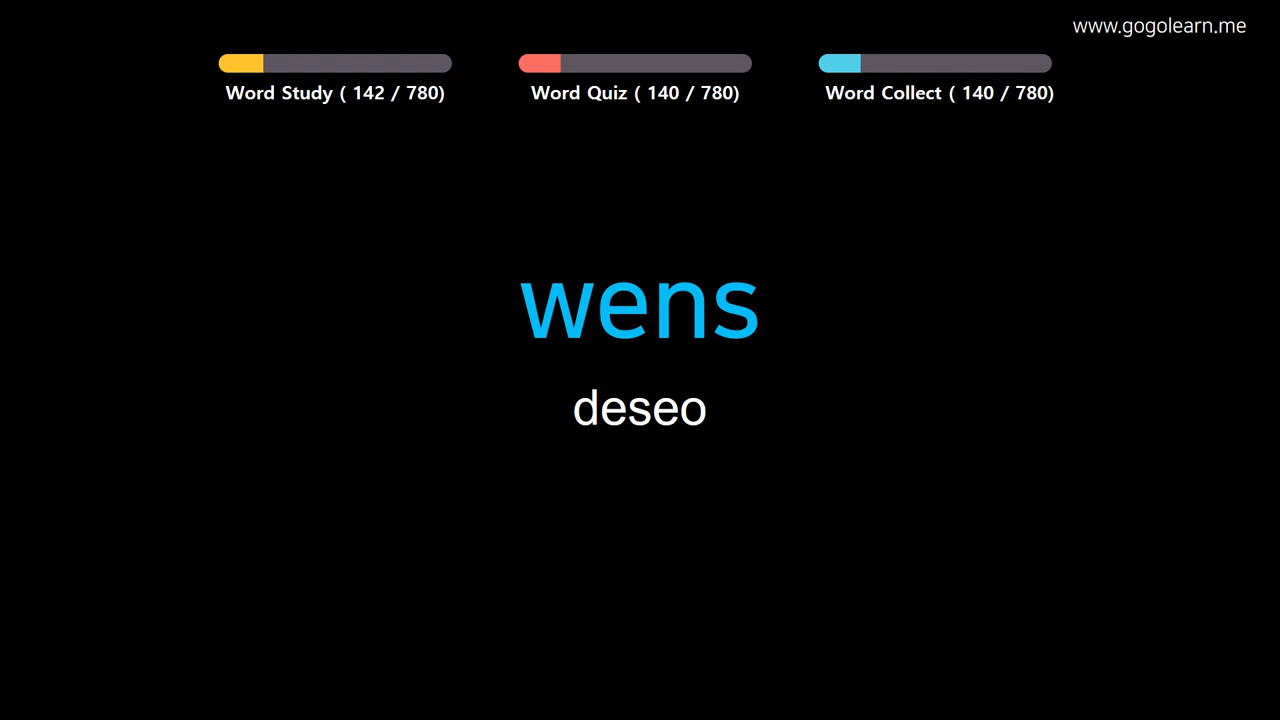 www.gogolearn.me
Word Study ( 142 / 780)
Word Quiz ( 140 / 780)
Word Collect ( 140 / 780)
wens
deseo